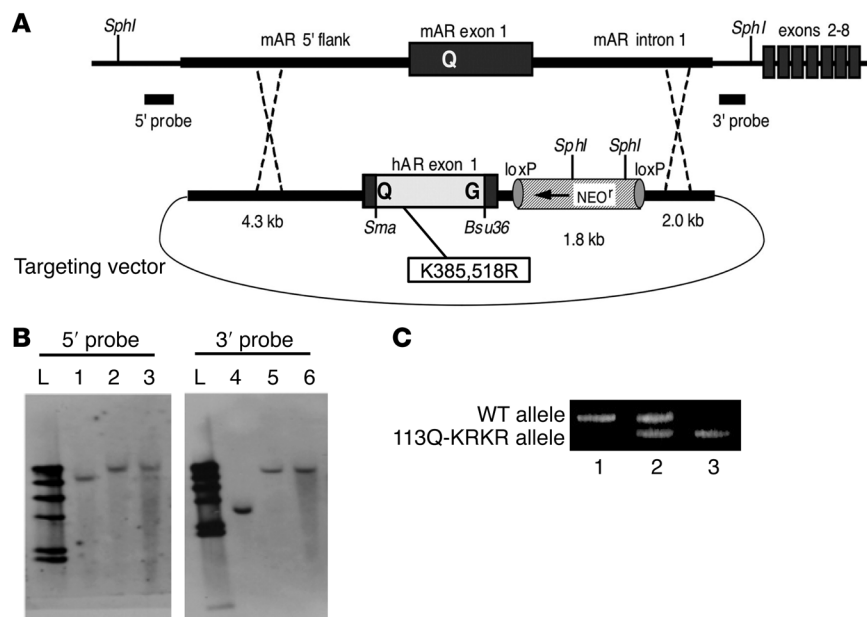 A
SphI
mAR 5' flank
mAR exon 1
mAR intron 1
SphI
exons 2-8
Q
5' probe
3' probe
hAR exon 1
loxP
SphI
SphI
loxP
Q
G
NEOr
4.3 kb
Sma
Bsu36
1.8 kb
2.0 kb
K385,518R
Targeting vector
B
5′ probe
3′ probe
L 1 2 3
L 4 5 6
C
WT allele
113Q-KRKR allele
1 2 3